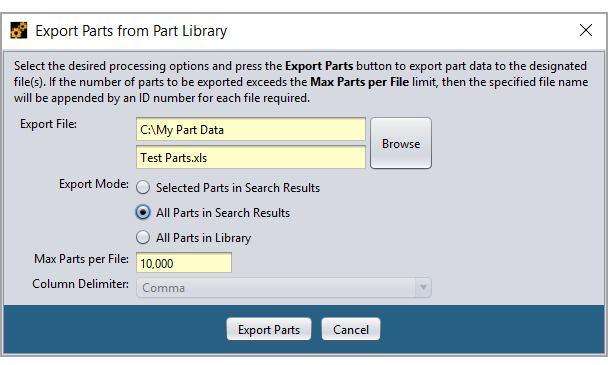 Export Parts from Part Library
Select the desired processing options and press the Export Parts button to export part data to the designated
file(s). If the number of parts to be exported exceeds the Max Parts per File limit, then the specified file name
will be appended by an ID number for each file required.
Export File:
C:\My Part Data
Test Parts.xls
Browse
Export Mode:
Selected Parts in Search Results
All Parts in Search Results
All Parts in Library
Max Parts per File:
10,000
Column Delimiter:
Comma
Export Parts
Cancel